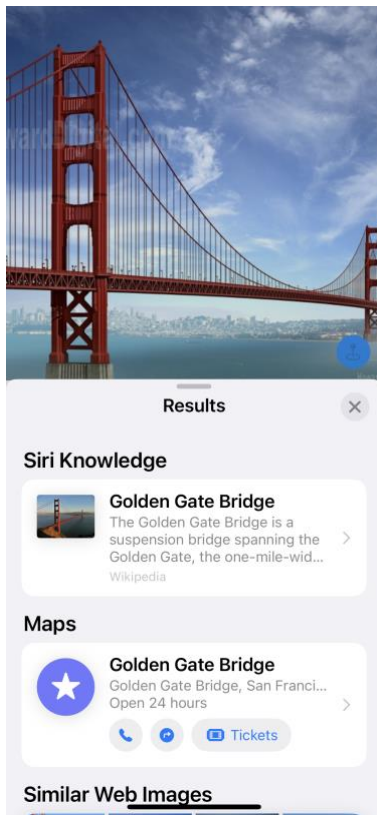 Results
Siri Knowledge
Golden Gate Bridge
The Golden Gate Bridge is a
suspension bridge spanning the
Golden Gate, the one-mile-wid...
Wikipedia
Maps
Golden Gate Bridge
Golden Gate Bridge, San Franci...
Open 24 hours
Tickets
Similar Web Images